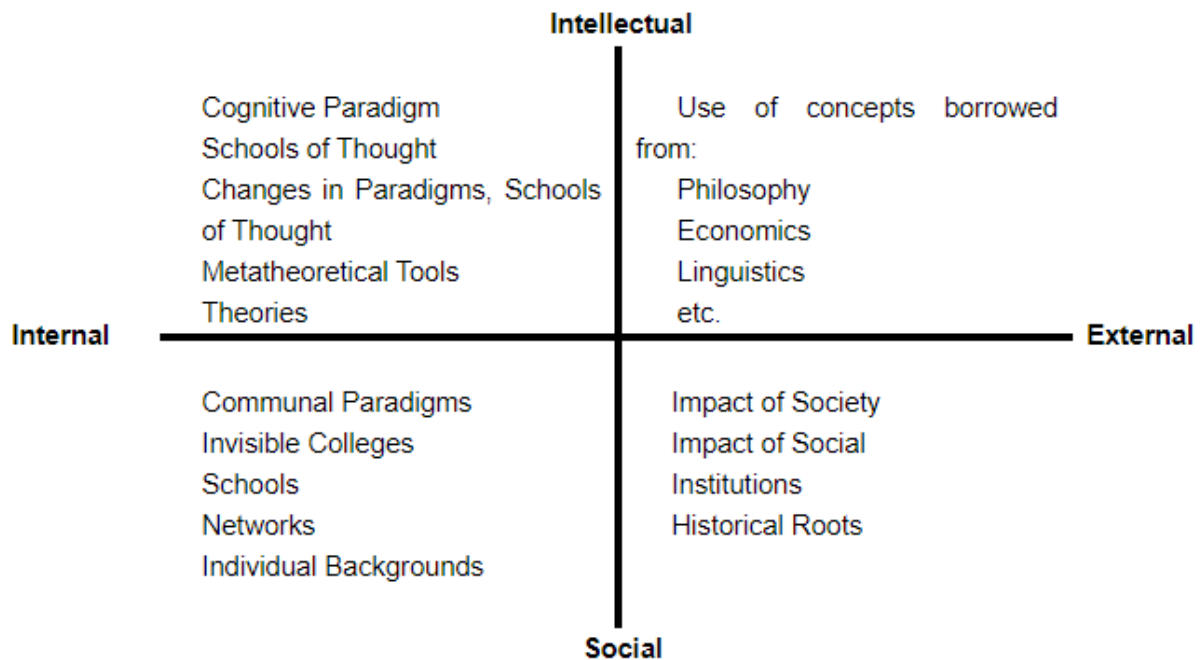 Intellectual
Cognitive Paradigm
Schools of Thought
Changes in Paradigms, Schools
of Thought
Metatheoretical Tools
Theories
Use of concepts borrowed
from:
Philosophy
Economics
Linguistics
etc.
Internal
External
Communal Paradigms
Invisible Colleges
Schools
Networks
Individual Backgrounds
Impact of Society
Impact of Social
Institutions
Historical Roots
Social